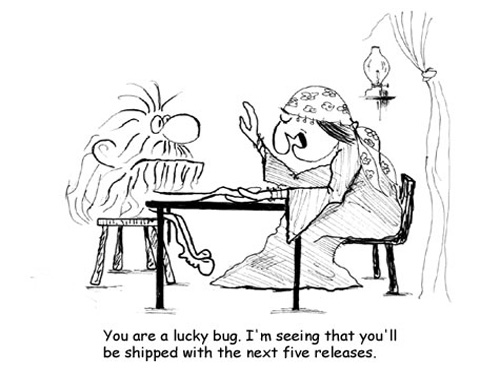 You are a lucky bug. I'm seeing that you'll
be shipped with the next five releases.